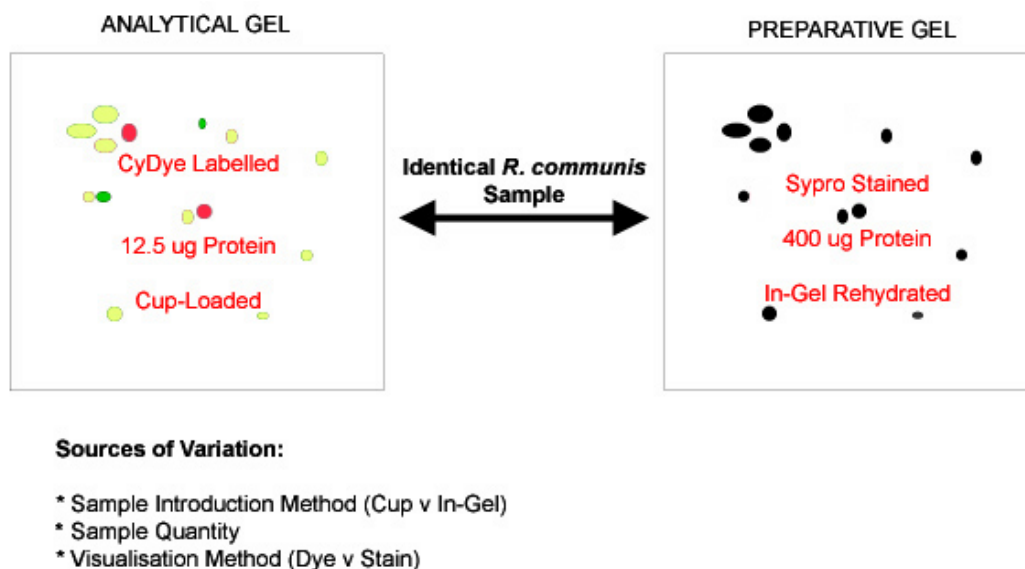 ANALYTICAL GEL
PREPARATIVE GEL
CyDye Labelled
12.5 ug Protein
Cup-Loaded
Identical R. communis
Sample
Sypro Stained
400 ug Protein
In-Gel Rehydrated
Sources of Variation:
* Sample Introduction Method (Cup v In-Gel)
* Sample Quantity
* Visualisation Method (Dye v Stain)